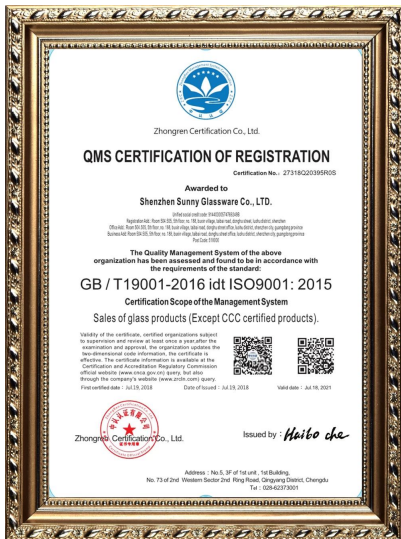 Zhongren Certification Co., Ltd.
QMS CERTIFICATION OF REGISTRATION
Certification No.: 27318Q20395R0S
Awarded to
Shenzhen Sunny Glassware Co., LTD.
The Quality Management System of the above
organization has been assessed and found to be in accordance with
the requirements of the standard:
GB / T19001-2016 idt ISO9001: 2015
Certification Scope of the Management System
Sales of glass products (Except CCC certified products).
Validity of the certificate, certified organizations subject
to supervision and review at least once a year,after the
examination and approval, the organization updates the
two-dimensional code information, the certificate is
effective. The certificate information is available at the
Certification and Accreditation Regulatory Commission
official website (www.cnca.gov.cn) query, but also
through the company's website (www.zrcln.com) query.
First certified date : Jul.19, 2018 Date of Issued : Jul.19, 2018 Valid date : Jul.18, 2021
Zhongren Certification Co., Ltd.
Issued by : Haibo che
Address : No.5, 3F of 1st unit , 1st Building,
No. 73 of 2nd Western Sector 2nd Ring Road, Qingyang District, Chengdu
Tel : 028-62373001